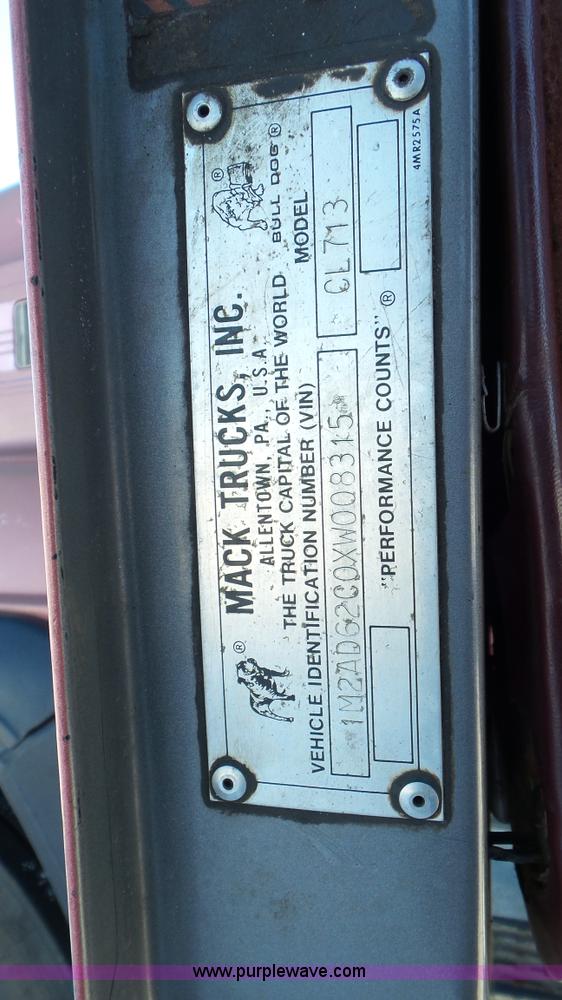 MACK TRUCKS, INC.
ALLENTOWN, PA., U.S.A.
THE TRUCK CAPITAL OF THE WORLD
BULL DOG ®
VEHICLE IDENTIFICATION NUMBER (VIN)
MODEL
1M2AD62C0XW008315
CL713
"PERFORMANCE COUNTS" ®
4MR2575A
www.purplewave.com